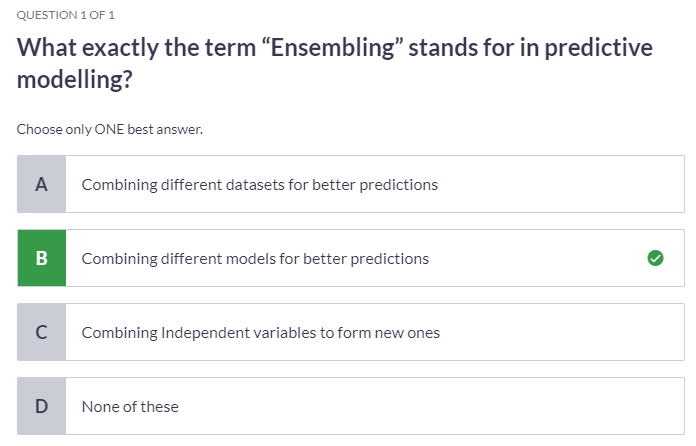 QUESTION 1 OF 1
What exactly the term “Ensembling” stands for in predictive
modelling?
Choose only ONE best answer.
A Combining different datasets for better predictions
B Combining different models for better predictions
C Combining Independent variables to form new ones
D None of these